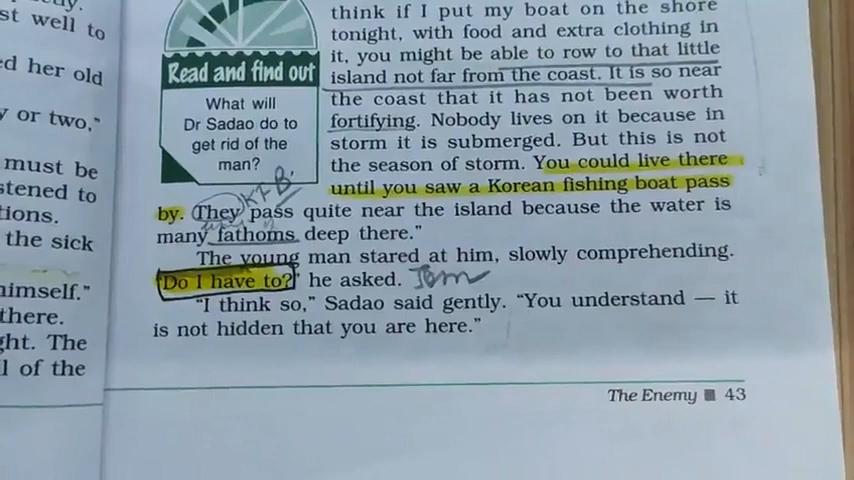 st well to
ed her old
y or two,"
must be
stened to
tions.
the sick
himself."
there.
ght. The
l of the
Read and find out
What will
Dr Sadao do to
get rid of the
man?
think if I put my boat on the shore
tonight, with food and extra clothing in
it, you might be able to row to that little
island not far from the coast. It is so near
the coast that it has not been worth
fortifying. Nobody lives on it because in
storm it is submerged. But this is not
the season of storm. You could live there
until you saw a Korean fishing boat pass
KFB
by. They pass quite near the island because the water is
many fathoms deep there."
The young man stared at him, slowly comprehending.
"Do I have to?" he asked. Tom
"I think so," Sadao said gently. "You understand — it
is not hidden that you are here."
The Enemy ■ 43